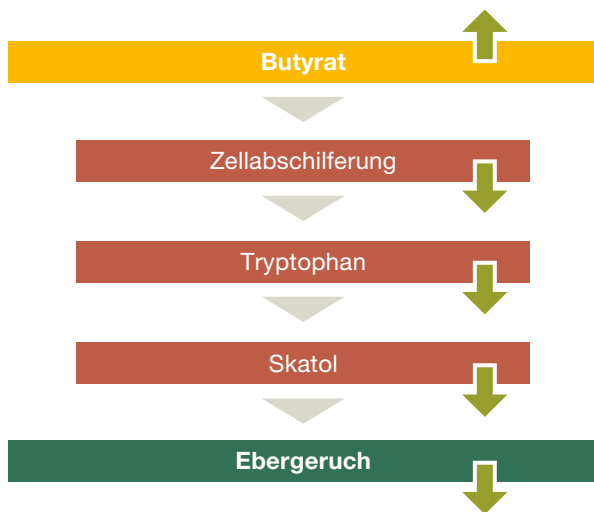 Butyrat
Zellabschilferung
Tryptophan
Skatol
Ebergeruch